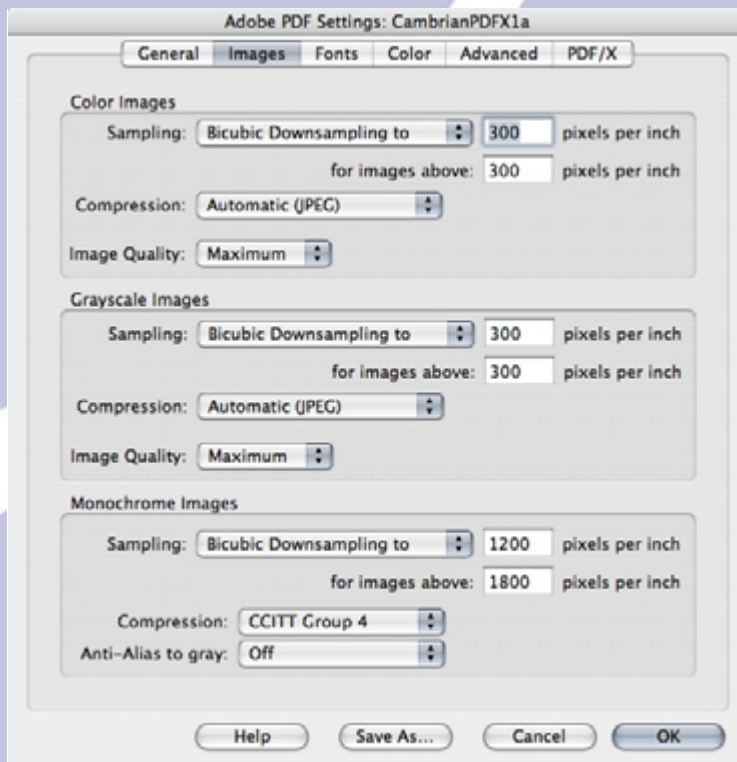 Adobe PDF Settings: CambrianPDFX1a
General Images Fonts Color Advanced PDF/X
Color Images
Sampling: Bicubic Downsampling to 300 pixels per inch
for images above: 300 pixels per inch
Compression: Automatic (JPEG)
Image Quality: Maximum
Grayscale Images
Sampling: Bicubic Downsampling to 300 pixels per inch
for images above: 300 pixels per inch
Compression: Automatic (JPEG)
Image Quality: Maximum
Monochrome Images
Sampling: Bicubic Downsampling to 1200 pixels per inch
for images above: 1800 pixels per inch
Compression: CCITT Group 4
Anti-Alias to gray: Off
Help Save As... Cancel OK